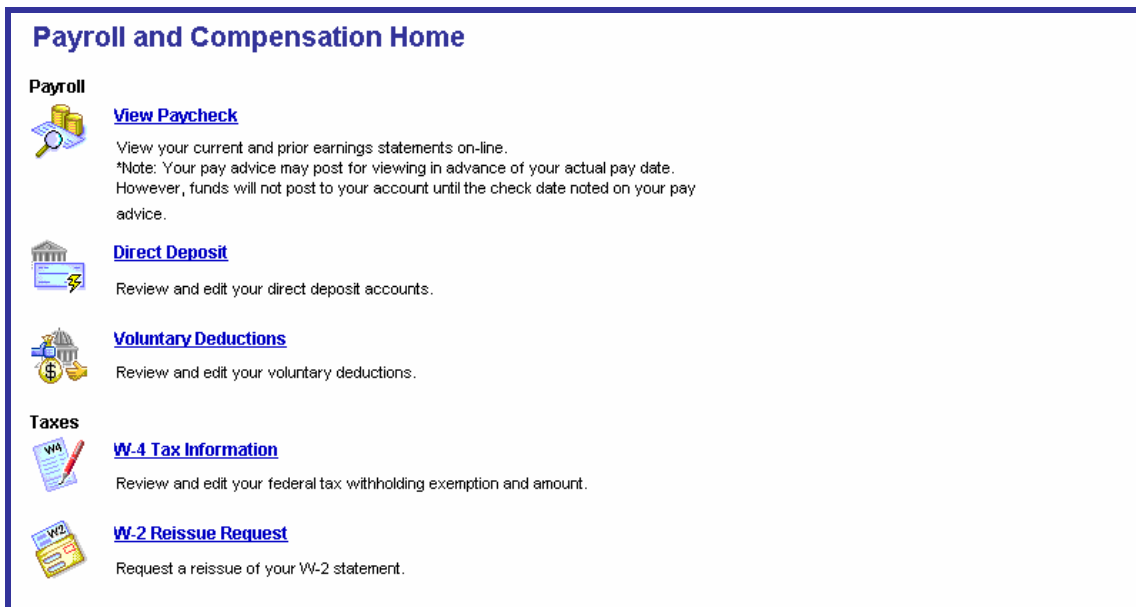 Payroll and Compensation Home
Payroll
View Paycheck
View your current and prior earnings statements on-line.
*Note: Your pay advice may post for viewing in advance of your actual pay date.
However, funds will not post to your account until the check date noted on your pay
advice.
Direct Deposit
Review and edit your direct deposit accounts.
Voluntary Deductions
$
Review and edit your voluntary deductions.
Taxes
W4
W-4 Tax Information
Review and edit your federal tax withholding exemption and amount.
W2
W-2 Reissue Request
Request a reissue of your W-2 statement.